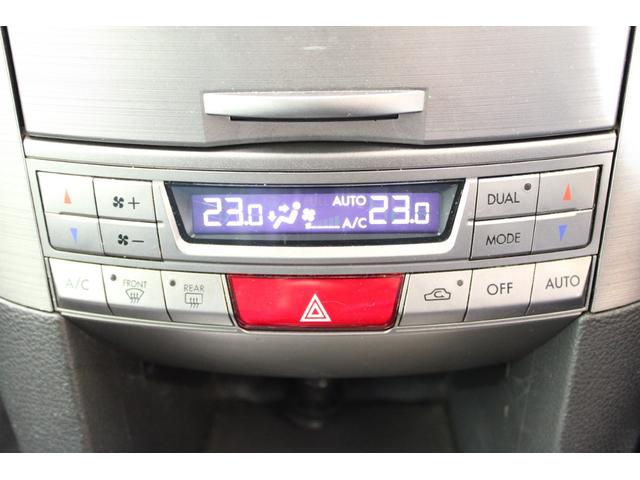 +
AUTO
DUAL
23.0
23.0
A/C
-
MODE
A/C
FRONT
REAR
OFF
AUTO